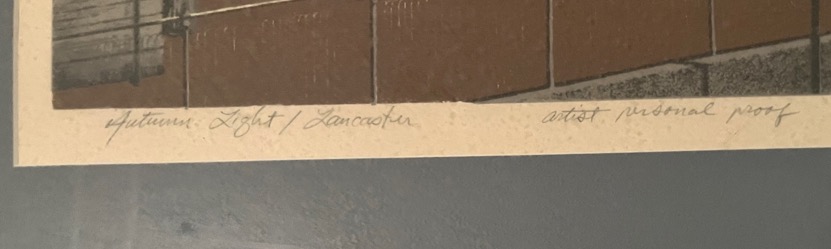 Autumn Light / Lancaster
artist personal proof